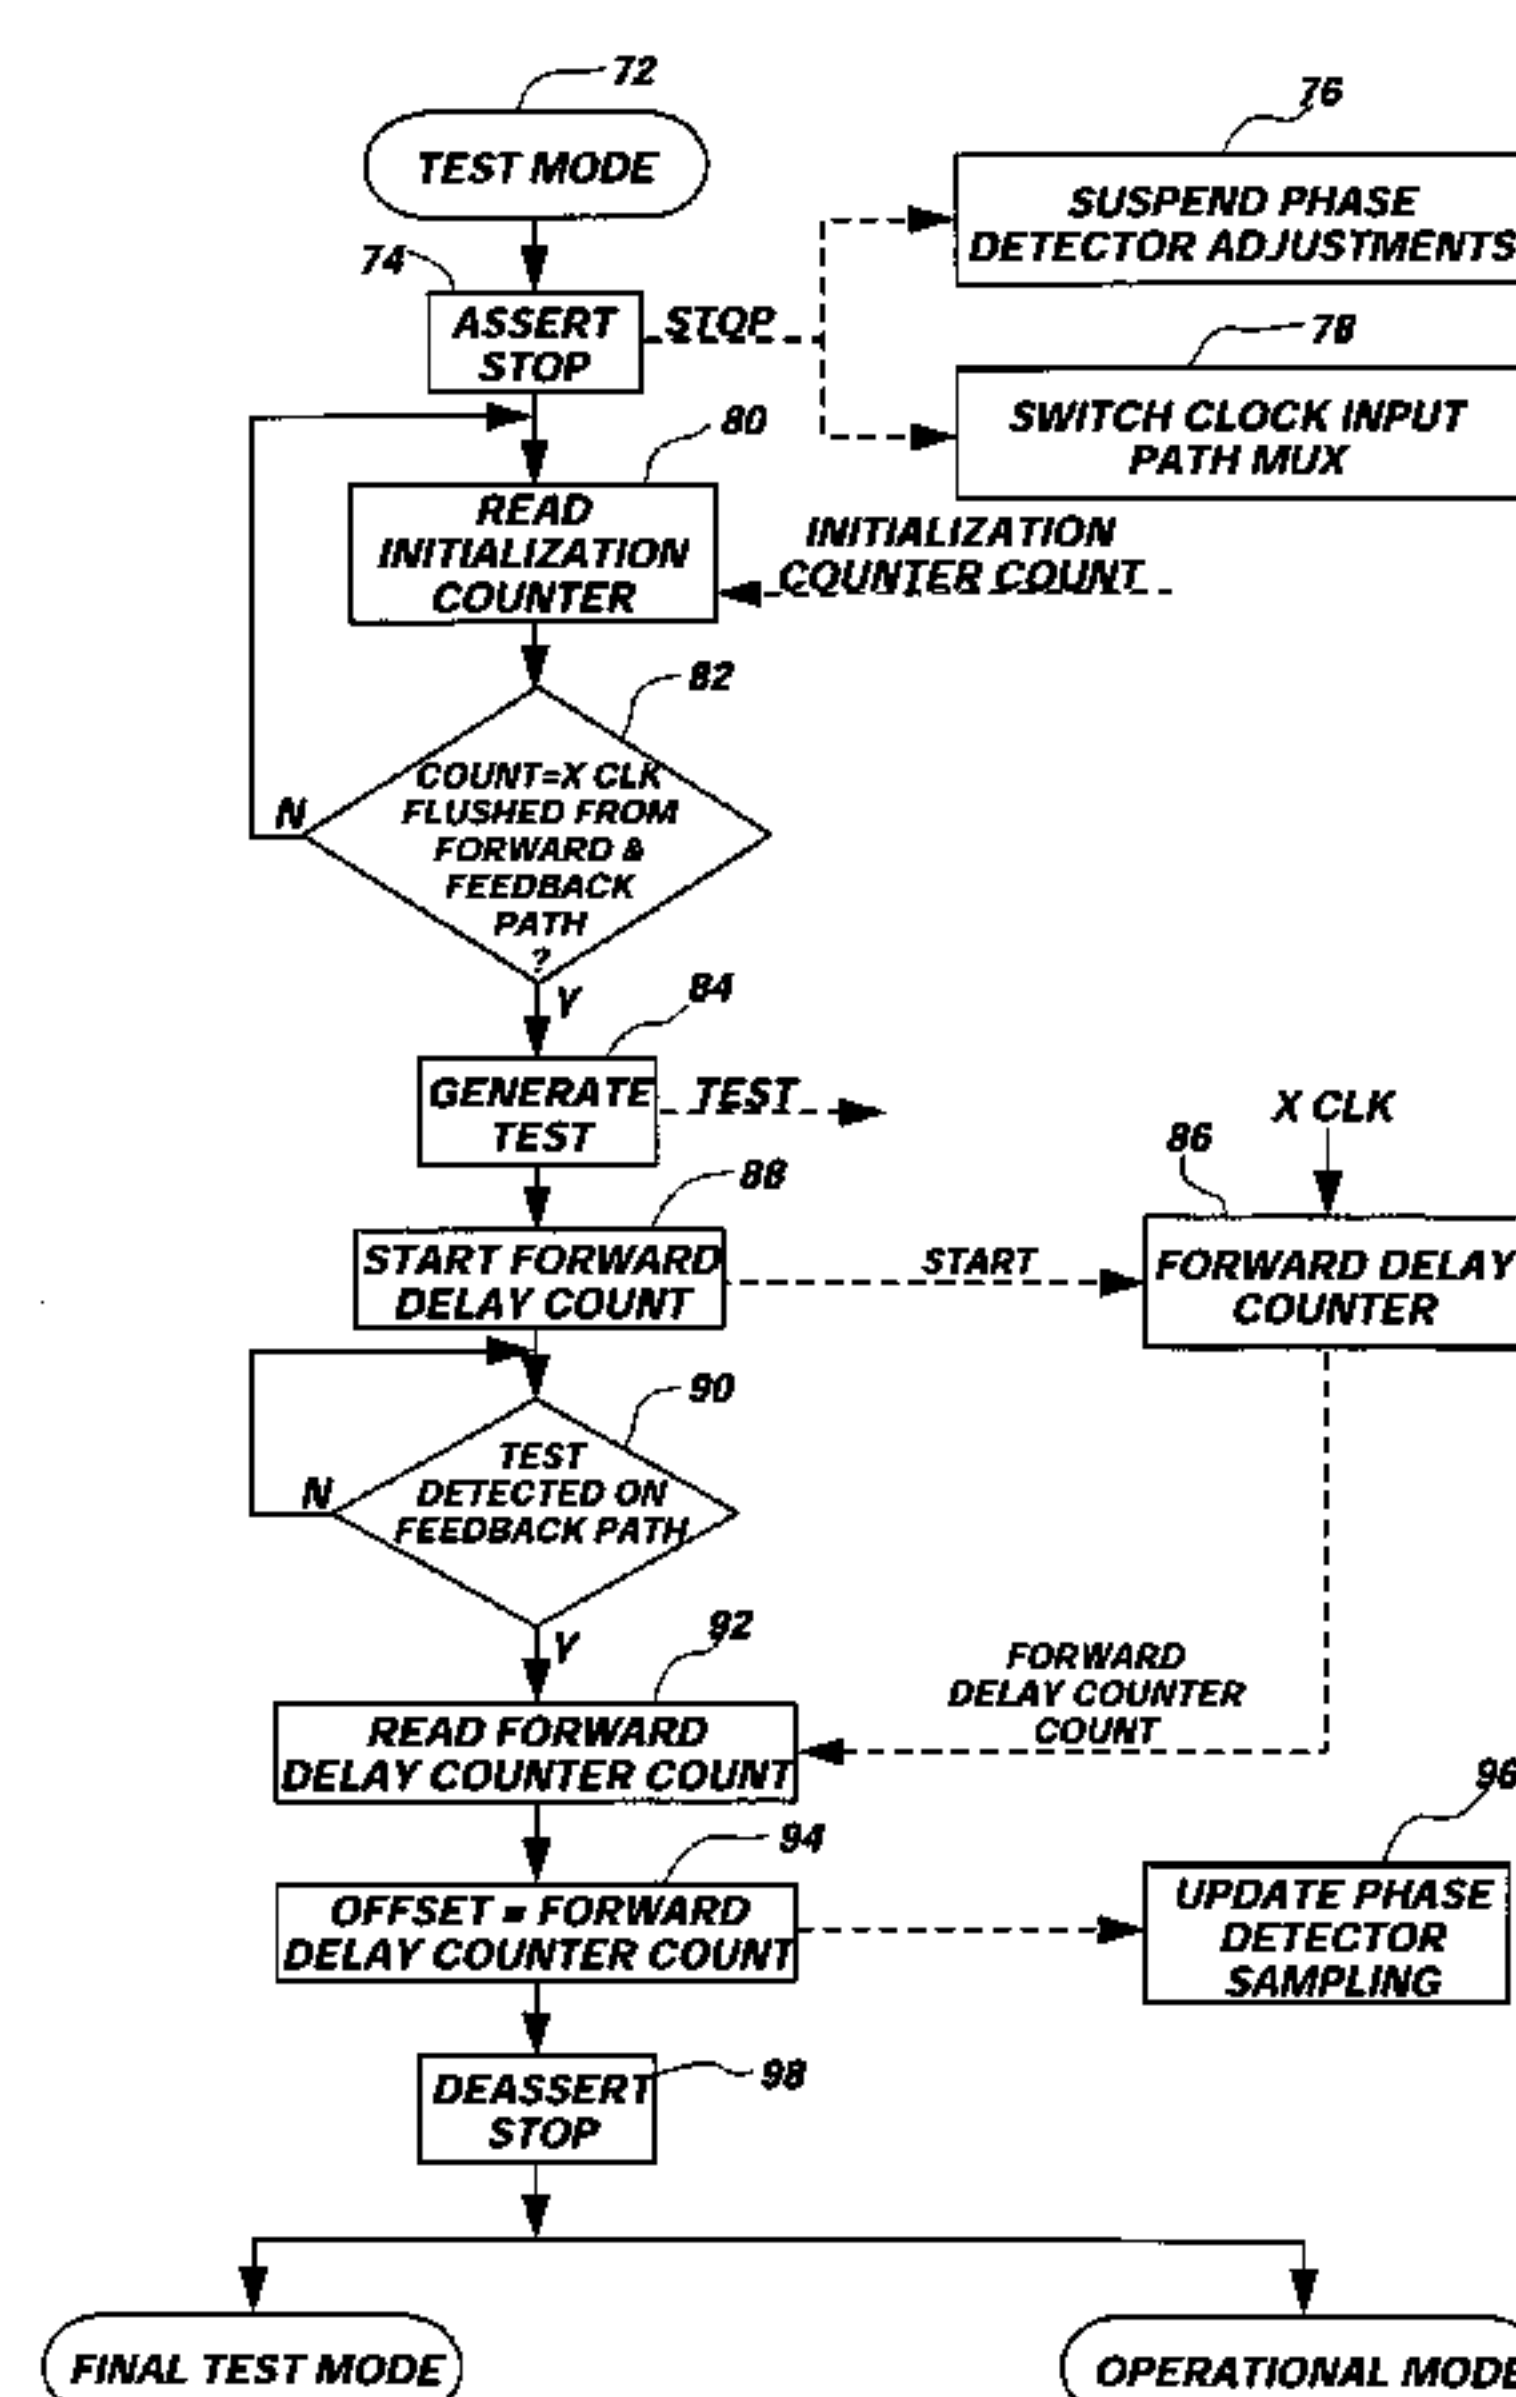 72
TEST MODE
76
SUSPEND PHASE
DETECTOR ADJUSTMENTS
74
ASSERT
STOP
STOP
78
SWITCH CLOCK INPUT
PATH MUX
80
READ
INITIALIZATION
COUNTER
INITIALIZATION
COUNTER COUNT
82
COUNT=X CLK
FLUSHED FROM
FORWARD &
FEEDBACK
PATH
?
N
Y
84
GENERATE
TEST
TEST
X CLK
86
88
START FORWARD
DELAY COUNT
START
FORWARD DELAY
COUNTER
90
TEST
DETECTED ON
FEEDBACK PATH
N
Y
92
READ FORWARD
DELAY COUNTER COUNT
FORWARD
DELAY COUNTER
COUNT
94
OFFSET = FORWARD
DELAY COUNTER COUNT
96
UPDATE PHASE
DETECTOR
SAMPLING
DEASSERT
STOP
98
FINAL TEST MODE
OPERATIONAL MODE